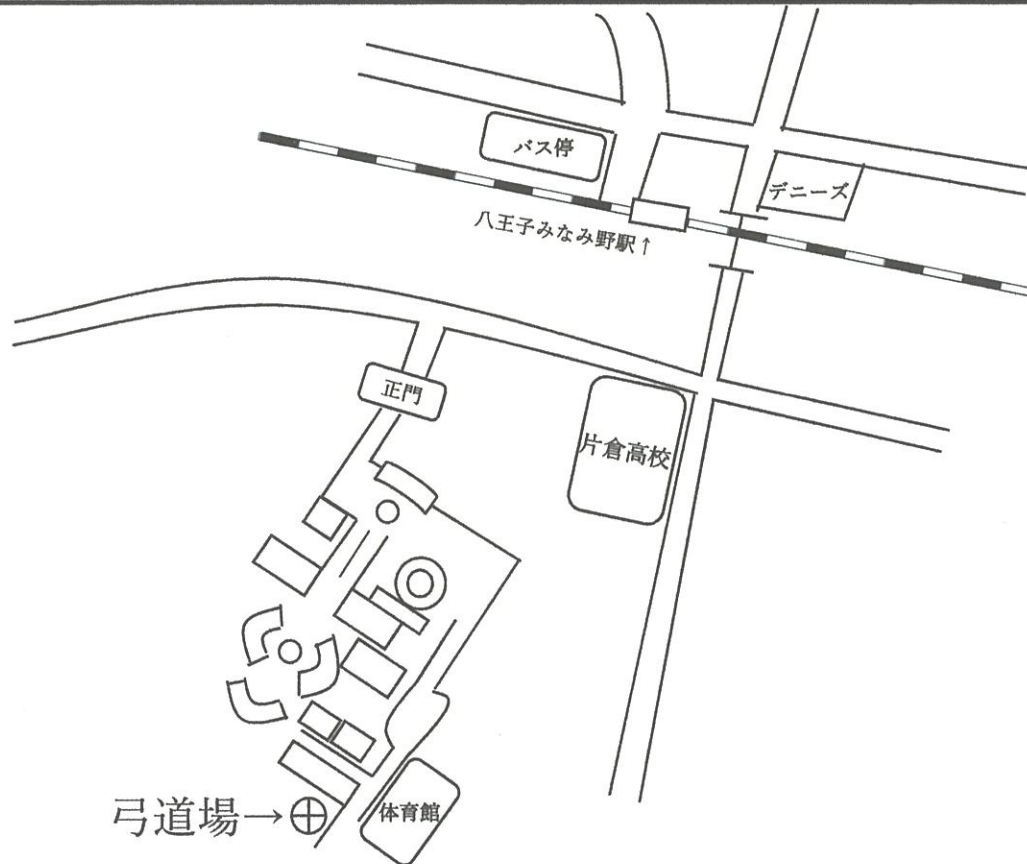 バス停
デニーズ
八王子みなみ野駅↑
正門
片倉高校
弓道場→
体育館